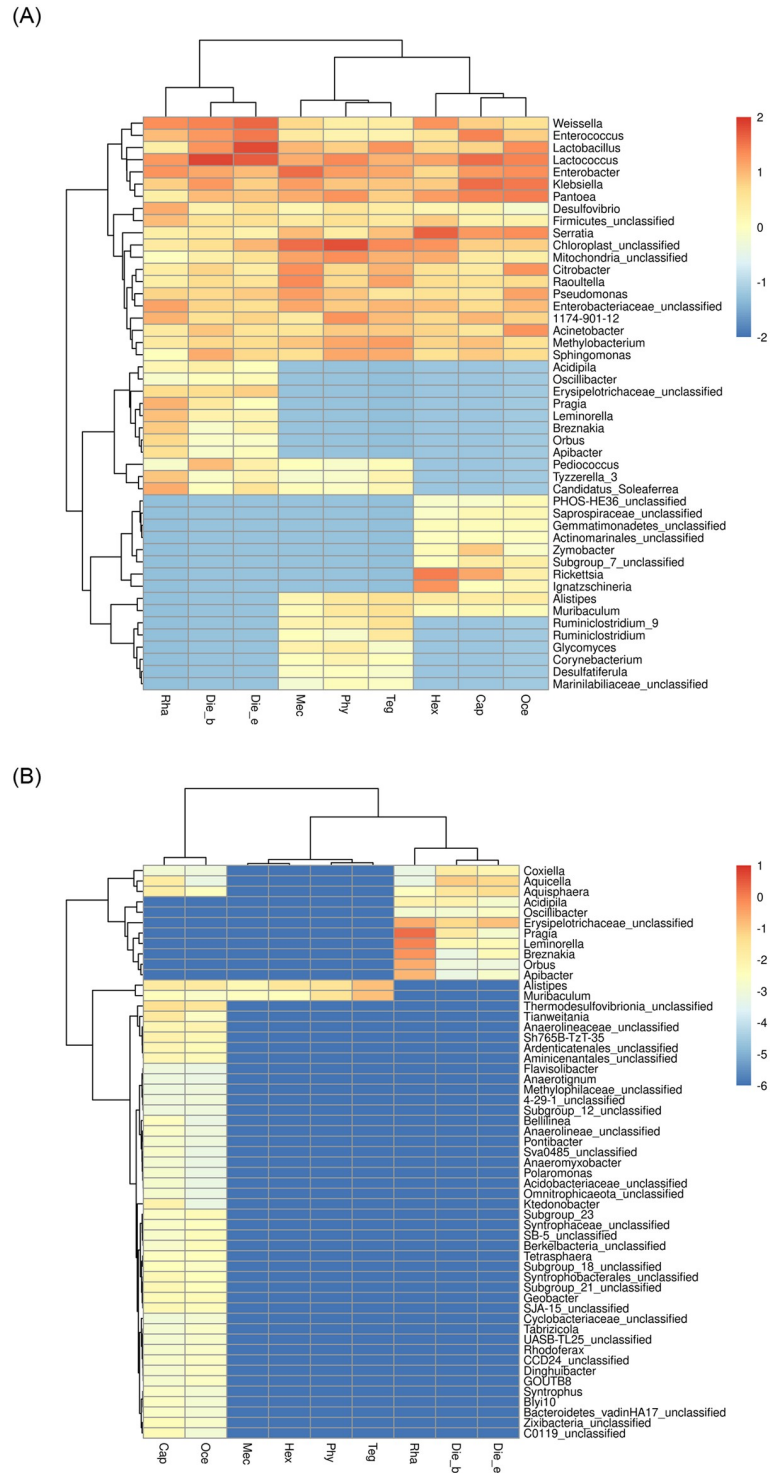 (A)
Weissella
Enterococcus
Lactobacillus
Lactococcus
Enterobacter
Klebsiella
Pantoea
Desulfovibrio
Firmicutes_unclassified
Serratia
Chloroplast_unclassified
Mitochondria_unclassified
Citrobacter
Raoultella
Pseudomonas
Enterobacteriaceae_unclassified
1174-901-12
Acinetobacter
Methylobacterium
Sphingomonas
Acidipila
Oscillibacter
Erysipelotrichaceae_unclassified
Pragia
Leminorella
Breznakia
Orbus
Apibacter
Pediococcus
Tyzzerella_3
Candidatus_Soleaferrea
PHOS-HE36_unclassified
Saprospiraceae_unclassified
Gemmatimonadetes_unclassified
Actinomarinales_unclassified
Zymobacter
Subgroup_7_unclassified
Rickettsia
Ignatzschineria
Alistipes
Muribaculum
Ruminiclostridium_9
Ruminiclostridium
Glycomyces
Corynebacterium
Desulfatiferula
Marinilabiliaceae_unclassified
Rha Die_b Die_e Mec Phy Teg Hex Cap Oce
2
1
0
-1
-2
(B)
Coxiella
Aquicella
Aquisphaera
Acidipila
Oscillibacter
Erysipelotrichaceae_unclassified
Pragia
Leminorella
Breznakia
Orbus
Apibacter
Alistipes
Muribaculum
Thermodesulfovibrionia_unclassified
Tianweitania
Anaerolineaceae_unclassified
Sh765B-TzT-35
Ardenticatenales_unclassified
Aminicenantales_unclassified
Flavisolibacter
Anaerotignum
Methylophilaceae_unclassified
4-29-1_unclassified
Subgroup_12_unclassified
Bellilinea
Anaerolineae_unclassified
Pontibacter
Sva0485_unclassified
Anaeromyxobacter
Polaromonas
Acidobacteriaceae_unclassified
Omnitrophicaeota_unclassified
Ktedonobacter
Subgroup_23
Syntrophaceae_unclassified
SB-5_unclassified
Berkelbacteria_unclassified
Tetrasphaera
Subgroup_18_unclassified
Syntrophobacterales_unclassified
Subgroup_21_unclassified
Geobacter
SJA-15_unclassified
Cyclobacteriaceae_unclassified
Tabrizicola
UASB-TL25_unclassified
Rhodoferax
CCD24_unclassified
Dinghuibacter
GOUTB8
Syntrophus
Blyi10
Bacteroidetes_vadinHA17_unclassified
Zixibacteria_unclassified
C0119_unclassified
Cap Oce Mec Hex Phy Teg Rha Die_b Die_e
1
0
-1
-2
-3
-4
-5
-6